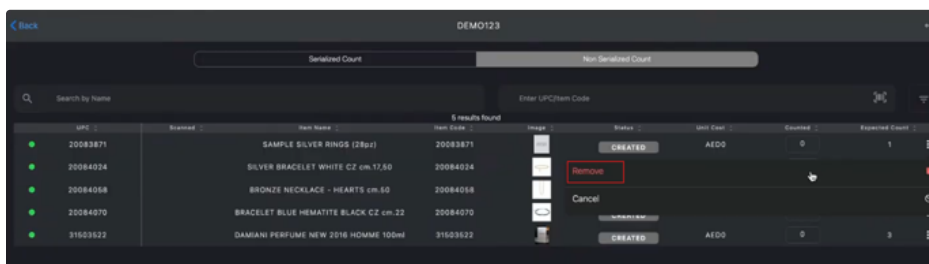 Back DEMO123
Serialized Count Non Serialized Count
Search by Name Enter UPC/Item Code
5 results found
UPC Scanned Item Name Item Code Image Status Unit Cost Counted Expected Count
20083871 SAMPLE SILVER RINGS (28pz) 20083871 CREATED AED0 0 1
20084024 SILVER BRACELET WHITE CZ cm.17,50 20084024
Remove
20084058 BRONZE NECKLACE - HEARTS cm.50 20084058
Cancel
20084070 BRACELET BLUE HEMATITE BLACK CZ cm.22 20084070 CREATED
31503522 DAMIANI PERFUME NEW 2016 HOMME 100ml 31503522 CREATED AED0 0 3